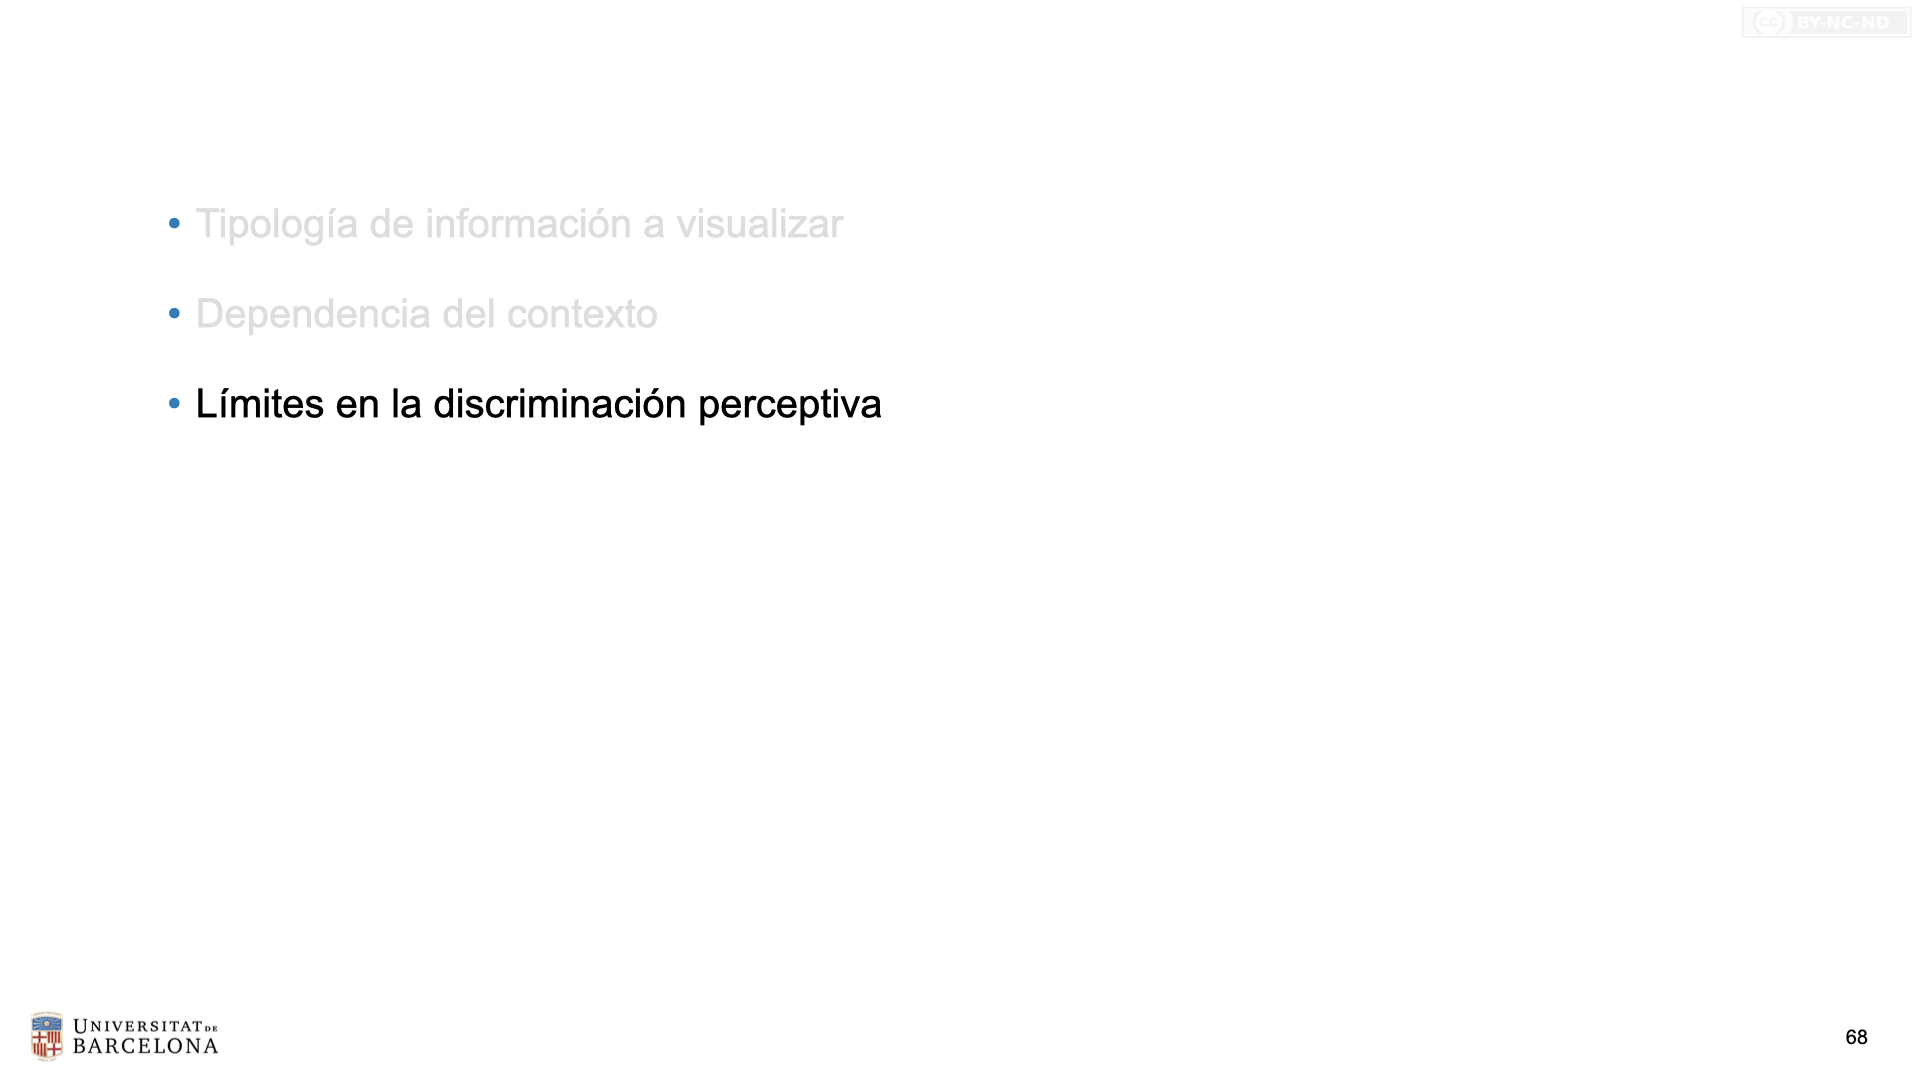 BY-NC-ND
Tipología de información a visualizar
Dependencia del contexto
Límites en la discriminación perceptiva
UNIVERSITAT DE
BARCELONA
68